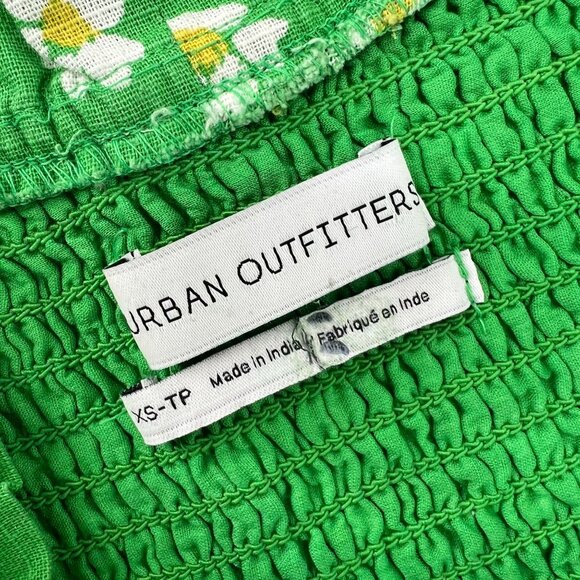 URBAN OUTFITTERS
XS-TP Made in India / Fabriqué en Inde